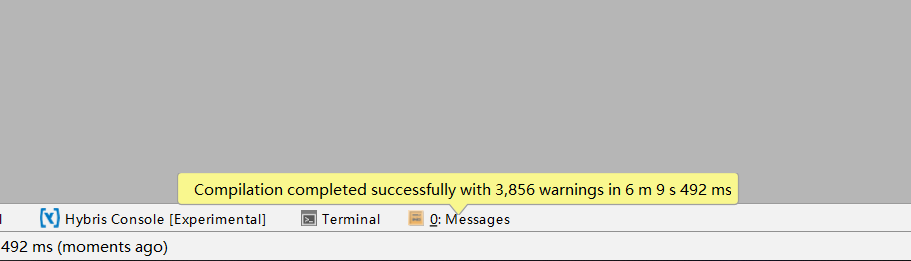 Compilation completed successfully with 3,856 warnings in 6 m 9 s 492 ms
Hybris Console [Experimental] Terminal 0: Messages
492 ms (moments ago)